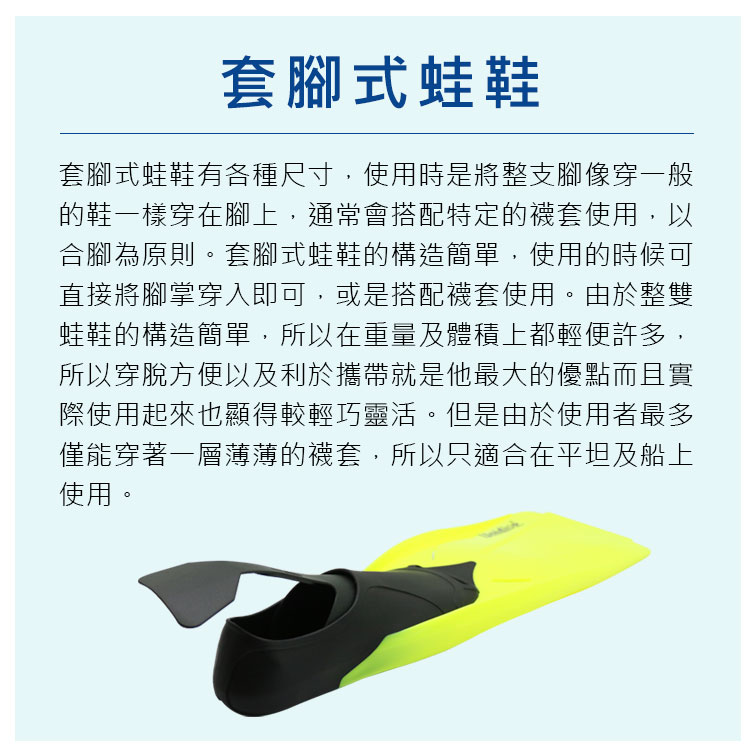 套腳式蛙鞋
套腳式蛙鞋有各種尺寸，使用時是將整支腳像穿一般
的鞋一樣穿在腳上，通常會搭配特定的襪套使用，以
合腳為原則。套腳式蛙鞋的構造簡單，使用的時候可
直接將腳掌穿入即可，或是搭配襪套使用。由於整雙
蛙鞋的構造簡單，所以在重量及體積上都輕便許多，
所以穿脫方便以及利於攜帶就是他最大的優點而且實
際使用起來也顯得較輕巧靈活。但是由於使用者最多
僅能穿著一層薄薄的襪套，所以只適合在平坦及船上
使用。